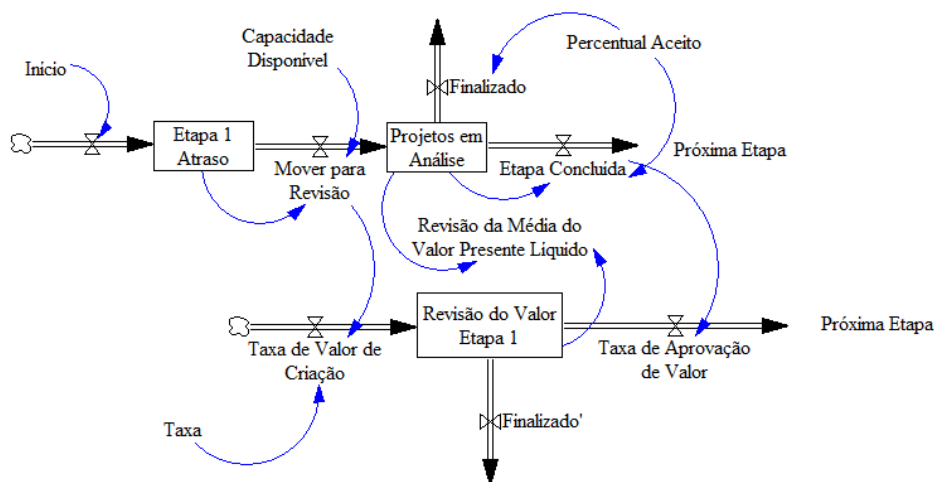 Capacidade
Disponível
Percentual Aceito
Início
Finalizado
Etapa 1
Atraso
Projetos em
Análise
Mover para
Revisão
Etapa Concluída
Próxima Etapa
Revisão da Média do
Valor Presente Líquido
Revisão do Valor
Etapa 1
Próxima Etapa
Taxa de Valor de
Criação
Taxa de Aprovação
de Valor
Taxa
Finalizado'